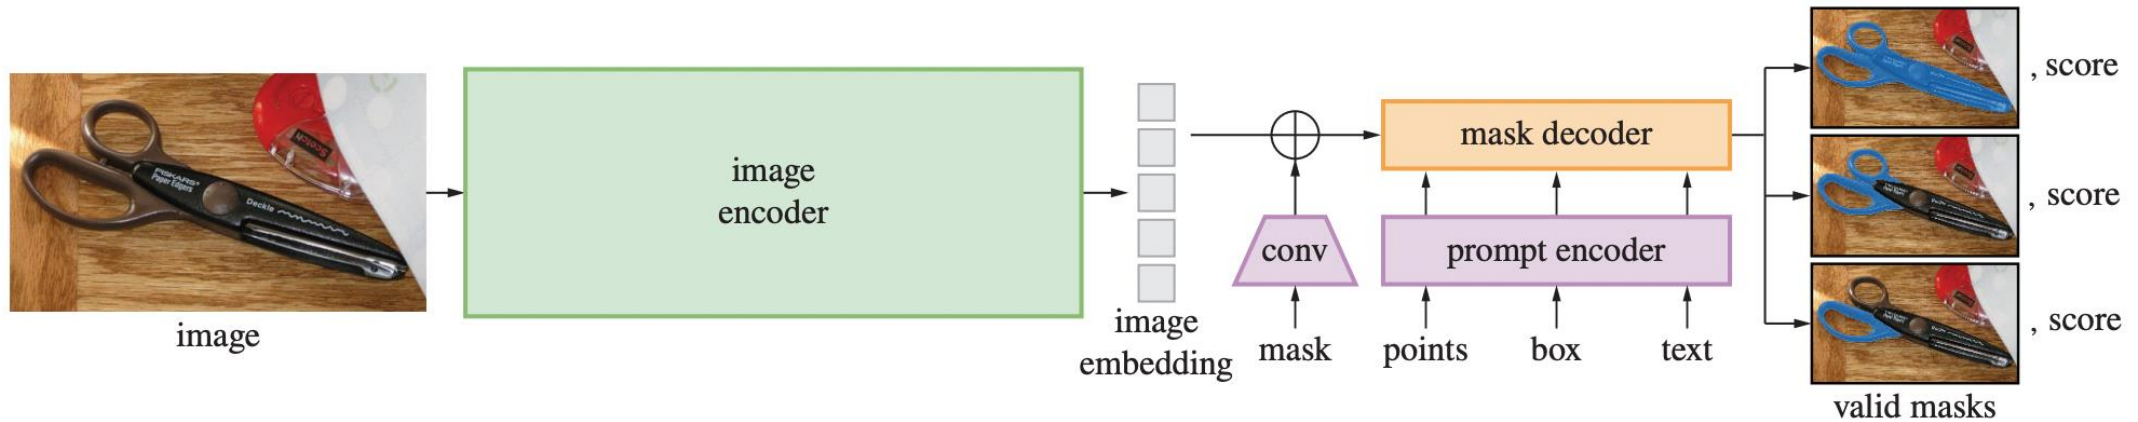 image
encoder
image
embedding
conv
mask
mask decoder
prompt encoder
points
box
text
, score
, score
, score
valid masks
image
FISKARS®
Paper Edgers
Deckle
Scotch